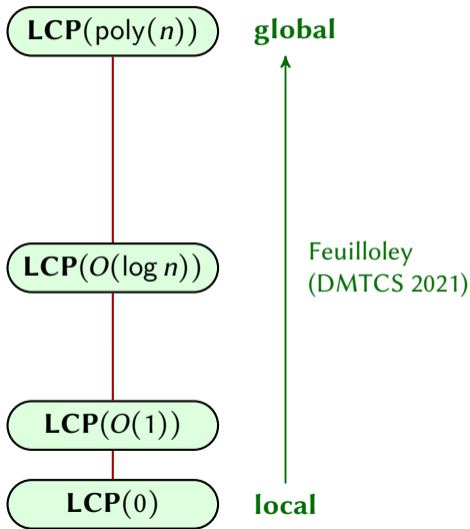 LCP(poly(n))
global
LCP(O(log n))
Feuilloley
(DMTCS 2021)
LCP(O(1))
LCP(0)
local